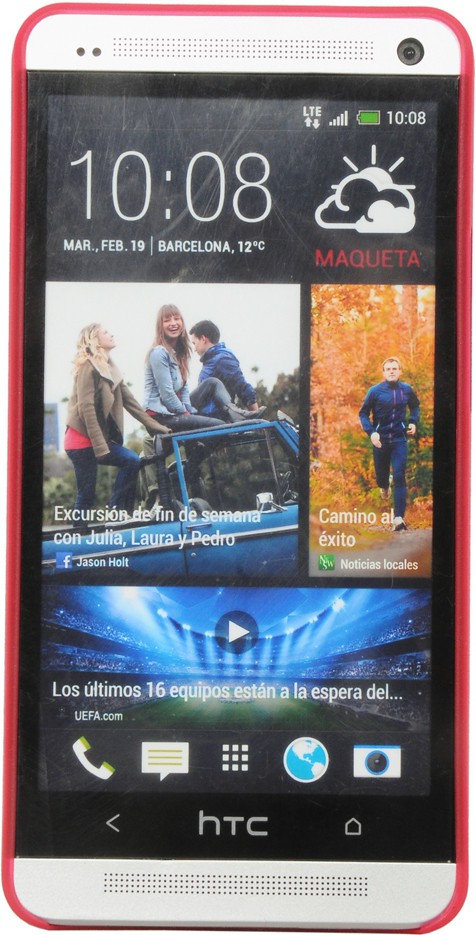 LTE 10:08
10:08
MAR., FEB. 19 | BARCELONA, 12ºC
MAQUETA
Excursión de fin de semana
con Julia, Laura y Pedro
f Jason Holt
Camino al
éxito
Noticias locales
Los últimos 16 equipos están a la espera del...
UEFA.com
hTC